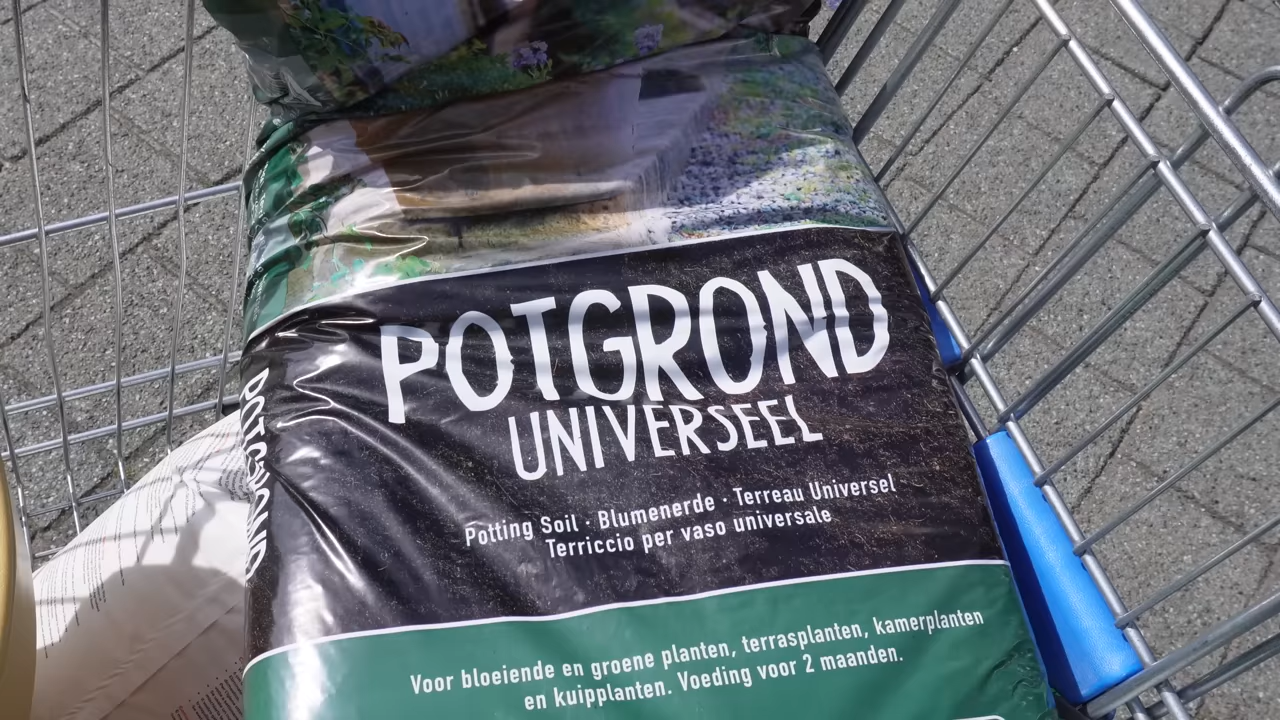 POTGROND
UNIVERSEEL
Potting Soil · Blumenerde · Terreau Universel
Terriccio per vaso universale
Voor bloeiende en groene planten, terrasplanten, kamerplanten
en kuipplanten. Voeding voor 2 maanden.
POTGROND